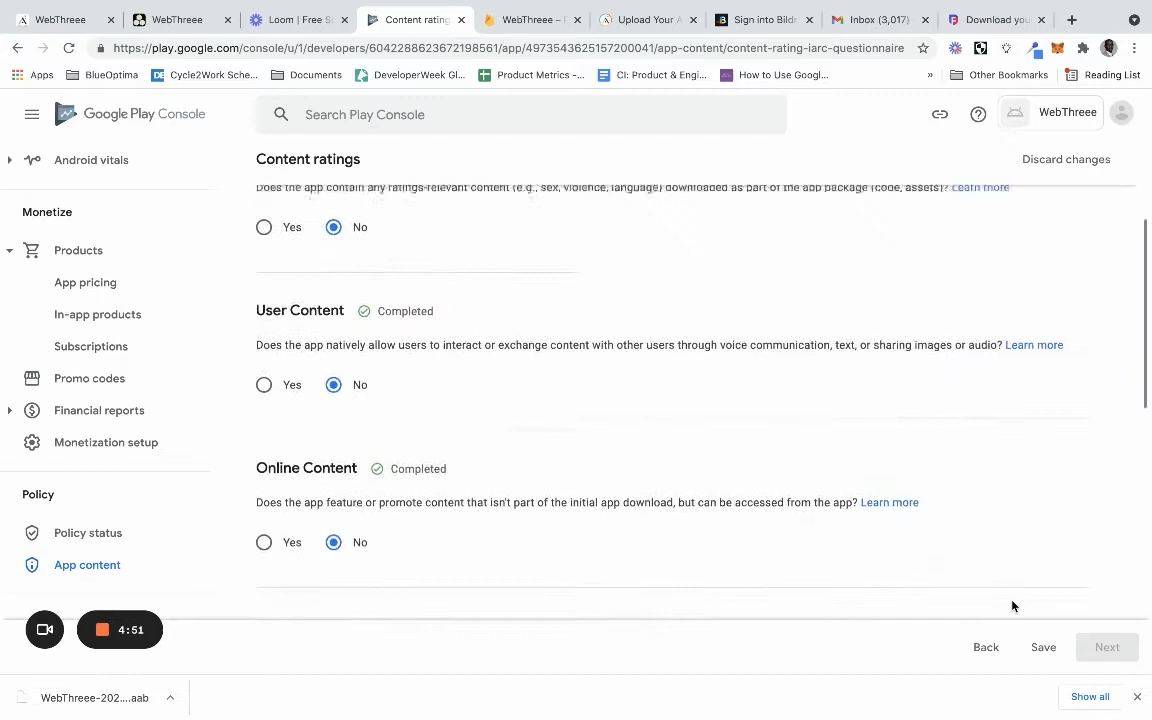 WebThreee
WebThreee
Loom | Free Sc
Content rating
WebThreee – F
Upload Your A
Sign into Bildr
Inbox (3,017)
Download you
https://play.google.com/console/u/1/developers/6042288623672198561/app/4973543625157200041/app-content/content-rating-iarc-questionnaire
Apps
BlueOptima
Cycle2Work Sche...
Documents
DeveloperWeek Gl...
Product Metrics -...
CI: Product & Engi...
How to Use Googl...
»
Other Bookmarks
Reading List
Google Play Console
Search Play Console
WebThreee
Android vitals
Monetize
Products
App pricing
In-app products
Subscriptions
Promo codes
Financial reports
Monetization setup
Policy
Policy status
App content
Content ratings
Discard changes
Does the app contain any ratings-relevant content (e.g., sex, violence, language) downloaded as part of the app package (code, assets)? Learn more
Yes No
User Content Completed
Does the app natively allow users to interact or exchange content with other users through voice communication, text, or sharing images or audio? Learn more
Yes No
Online Content Completed
Does the app feature or promote content that isn't part of the initial app download, but can be accessed from the app? Learn more
Yes No
4:51
Back Save Next
WebThreee-202....aab
Show all